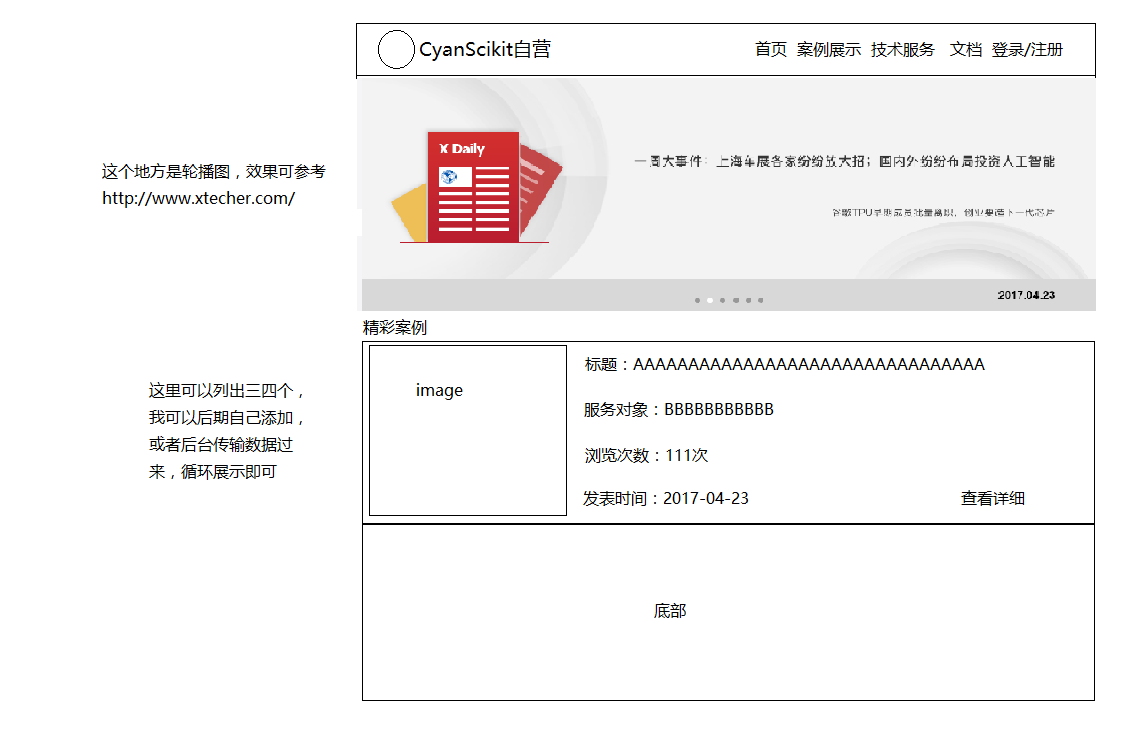 CyanScikit自营
首页 案例展示 技术服务 文档 登录/注册
这个地方是轮播图，效果可参考
http://www.xtecher.com/
X Daily
一周大事件：上海车展各家纷纷放大招；国内外纷纷布局投资人工智能
谷歌TPU早期成员批量离职，创业要造下一代芯片
2017.04.23
精彩案例
这里可以列出三四个，
我可以后期自己添加，
或者后台传输数据过
来，循环展示即可
image
标题：AAAAAAAAAAAAAAAAAAAAAAAAAAAAAAAA
服务对象：BBBBBBBBBBB
浏览次数：111次
发表时间：2017-04-23
查看详细
底部